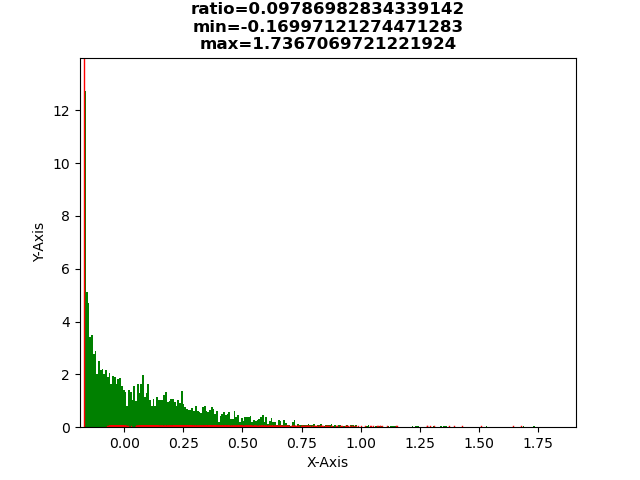 ratio=0.09786982834339142
min=-0.16997121274471283
max=1.7367069721221924
12
10
8
6
4
2
0
Y-Axis
0.00 0.25 0.50 0.75 1.00 1.25 1.50 1.75
X-Axis